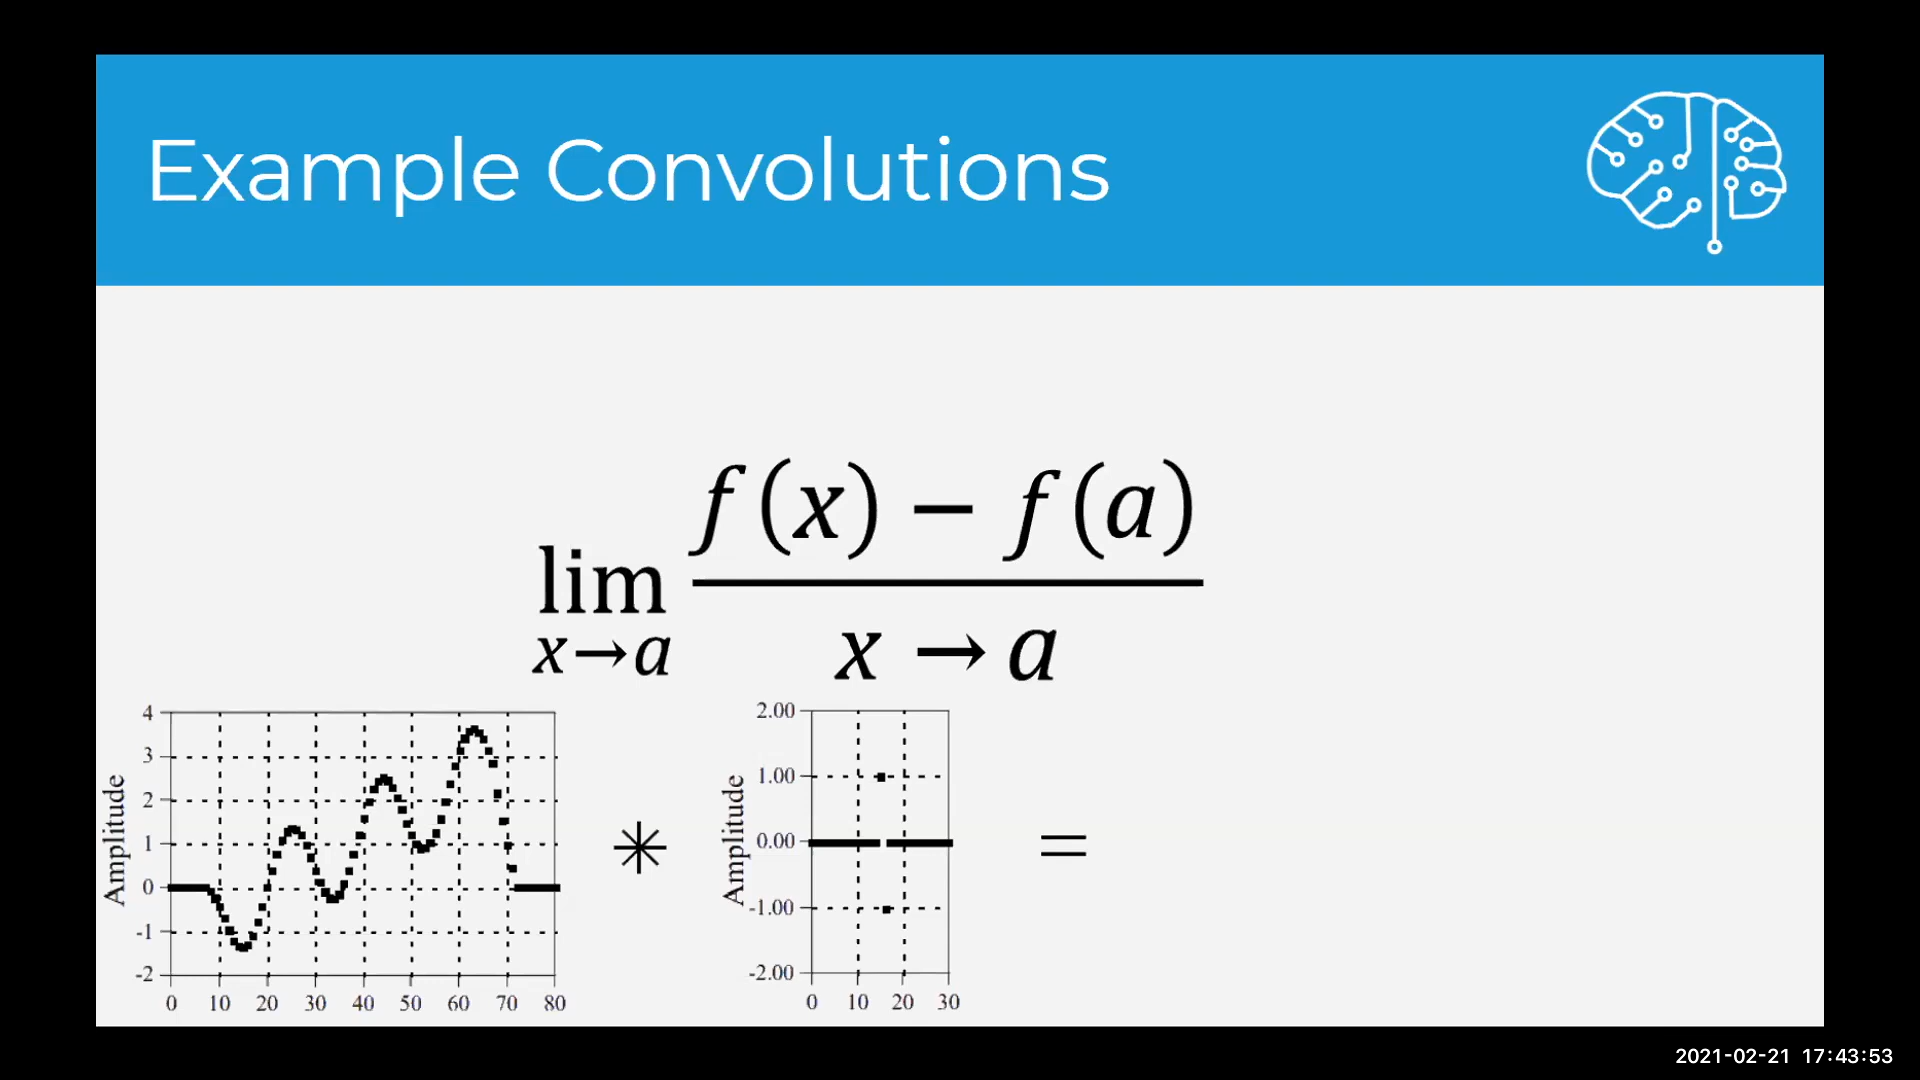 Example Convolutions
lim x→a f(x) − f(a)
x → a
Amplitude
4
3
2
1
0
-1
-2
0 10 20 30 40 50 60 70 80
∗
Amplitude
2.00
1.00
0.00
-1.00
-2.00
0 10 20 30
=
2021-02-21 17:43:53